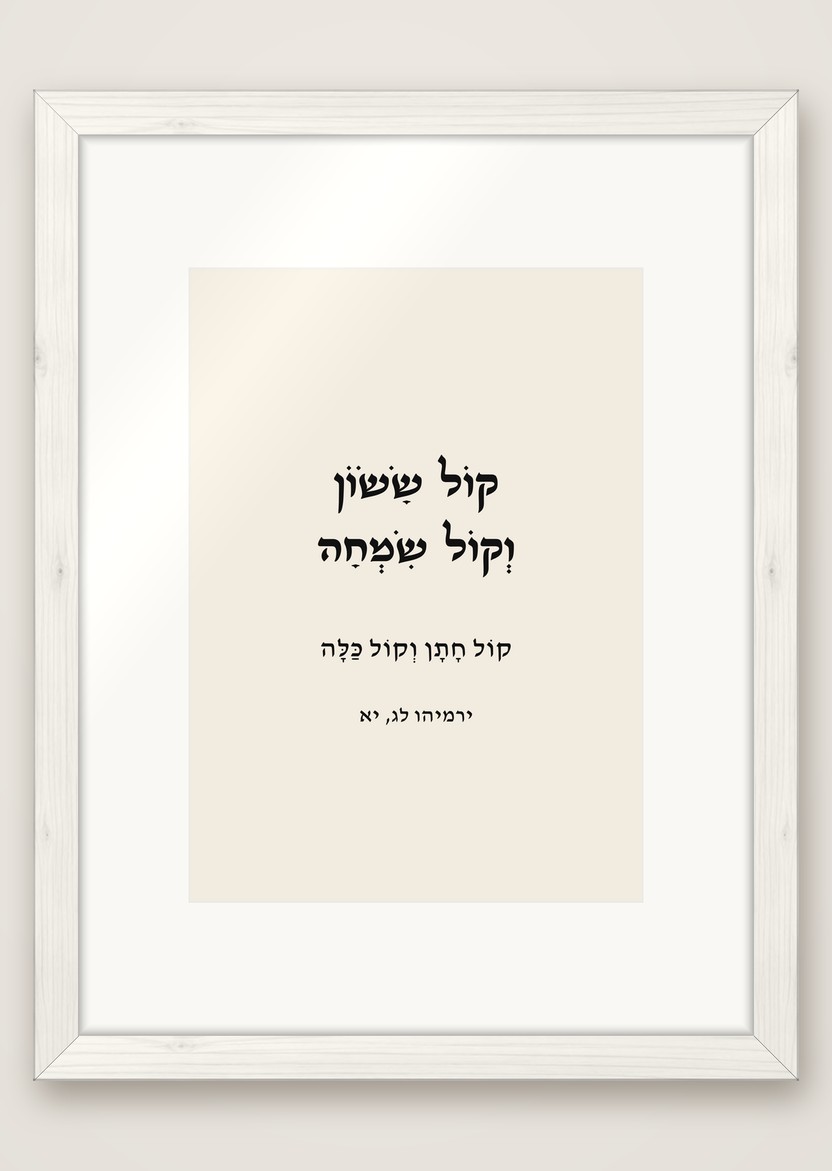 קוֹל שָׂשׂוֹן
וְקוֹל שִׂמְחָה
קוֹל חָתָן וְקוֹל כַּלָּה
ירמיהו לג, יא